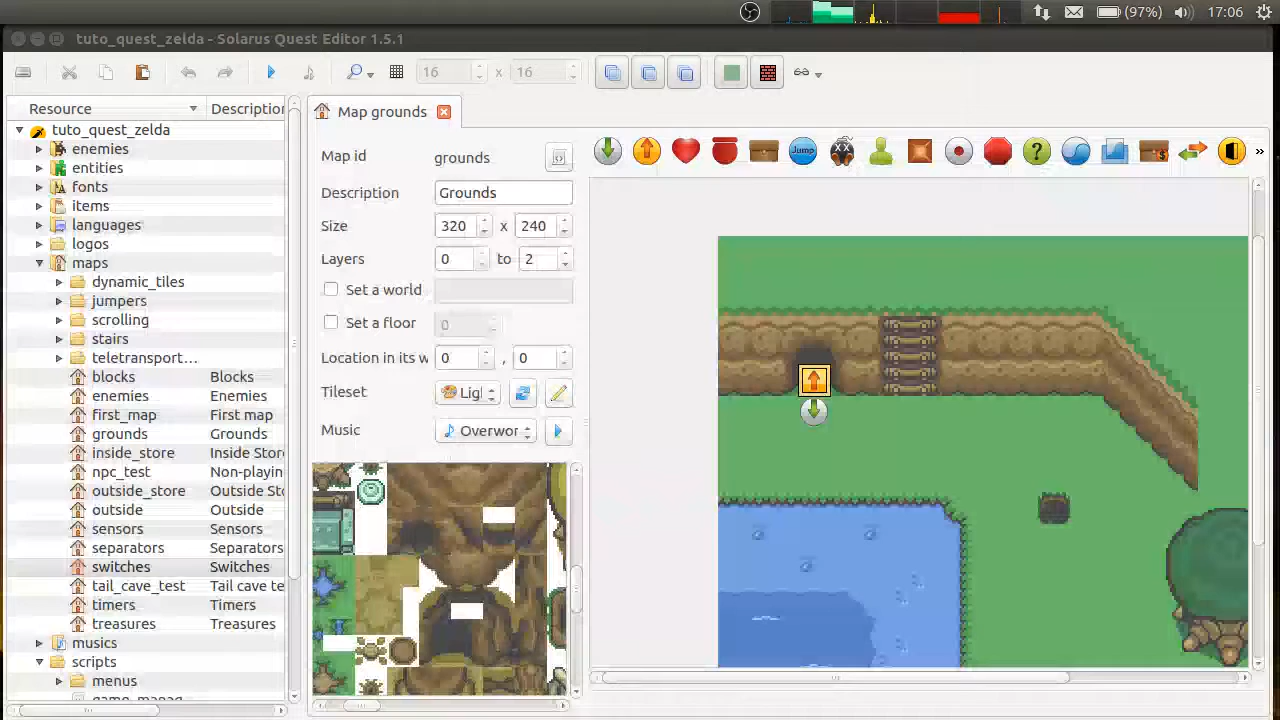 (97%) 17:06
tuto_quest_zelda - Solarus Quest Editor 1.5.1
16 x 16
Resource Description
Map grounds
tuto_quest_zelda
enemies
entities
fonts
items
languages
logos
maps
dynamic_tiles
jumpers
scrolling
stairs
teletransport...
blocks Blocks
enemies Enemies
first_map First map
grounds Grounds
inside_store Inside Sto
npc_test Non-playin
outside_store Outside Sto
outside Outside
sensors Sensors
separators Separators
switches Switches
tail_cave_test Tail cave te
timers Timers
treasures Treasures
musics
scripts
menus
Map id grounds
Description Grounds
Size 320 x 240
Layers 0 to 2
Set a world
Set a floor 0
Location in its w 0 , 0
Tileset Lig
Music Overwor
Jump
?
$
»